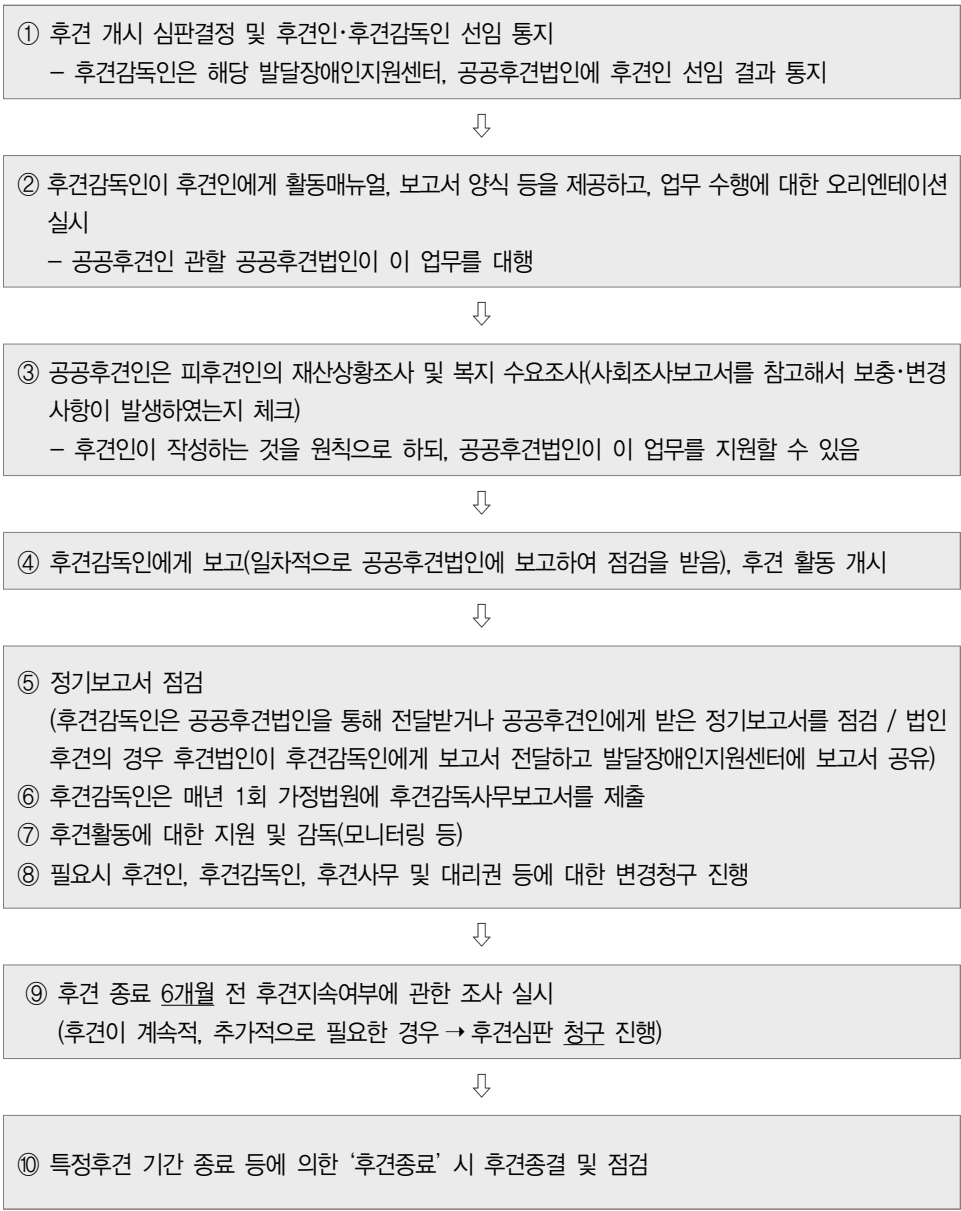 ① 후견 개시 심판결정 및 후견인·후견감독인 선임 통지
– 후견감독인은 해당 발달장애인지원센터, 공공후견법인에 후견인 선임 결과 통지
⇩
② 후견감독인이 후견인에게 활동매뉴얼, 보고서 양식 등을 제공하고, 업무 수행에 대한 오리엔테이션
실시
– 공공후견인 관할 공공후견법인이 이 업무를 대행
⇩
③ 공공후견인은 피후견인의 재산상황조사 및 복지 수요조사(사회조사보고서를 참고해서 보충·변경
사항이 발생하였는지 체크)
– 후견인이 작성하는 것을 원칙으로 하되, 공공후견법인이 이 업무를 지원할 수 있음
⇩
④ 후견감독인에게 보고(일차적으로 공공후견법인에 보고하여 점검을 받음), 후견 활동 개시
⇩
⑤ 정기보고서 점검
(후견감독인은 공공후견법인을 통해 전달받거나 공공후견인에게 받은 정기보고서를 점검 / 법인
후견의 경우 후견법인이 후견감독인에게 보고서 전달하고 발달장애인지원센터에 보고서 공유)
⑥ 후견감독인은 매년 1회 가정법원에 후견감독사무보고서를 제출
⑦ 후견활동에 대한 지원 및 감독(모니터링 등)
⑧ 필요시 후견인, 후견감독인, 후견사무 및 대리권 등에 대한 변경청구 진행
⇩
⑨ 후견 종료 6개월 전 후견지속여부에 관한 조사 실시
(후견이 계속적, 추가적으로 필요한 경우 → 후견심판 청구 진행)
⇩
⑩ 특정후견 기간 종료 등에 의한 ‘후견종료’ 시 후견종결 및 점검